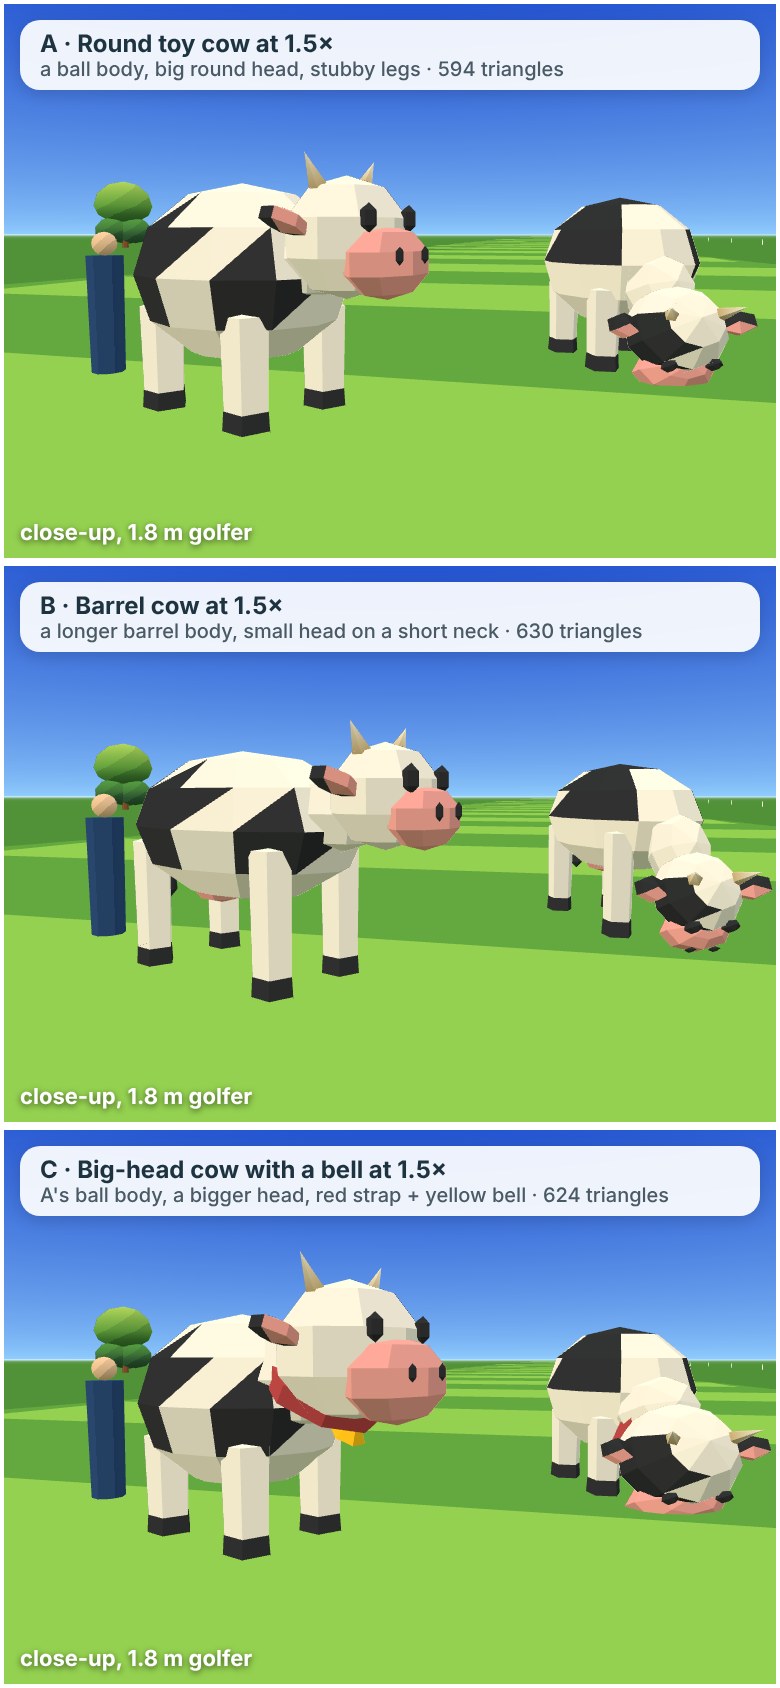 A · Round toy cow at 1.5×
a ball body, big round head, stubby legs · 594 triangles
close-up, 1.8 m golfer
B · Barrel cow at 1.5×
a longer barrel body, small head on a short neck · 630 triangles
close-up, 1.8 m golfer
C · Big-head cow with a bell at 1.5×
A's ball body, a bigger head, red strap + yellow bell · 624 triangles
close-up, 1.8 m golfer